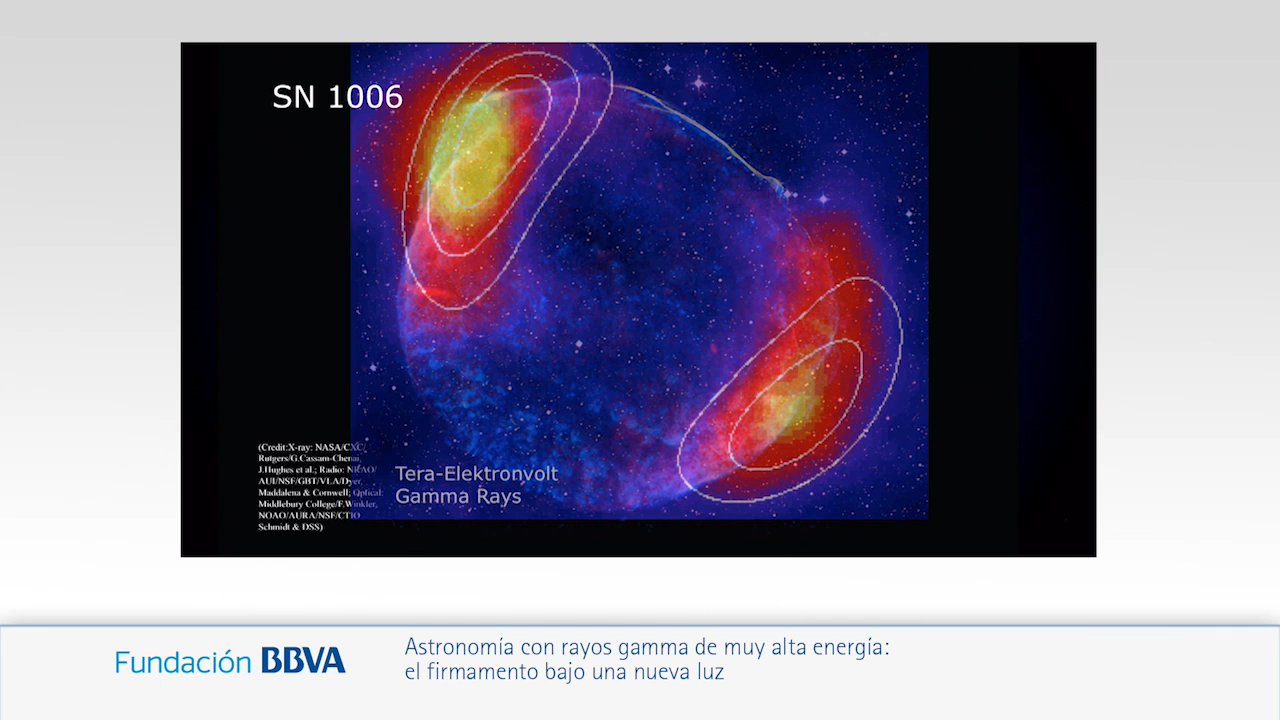 SN 1006
(Credit:X-ray: NASA/CXC/
Rutgers/G.Cassam-Chenai,
J.Hughes et al.; Radio: NRAO/
AUI/NSF/GBT/VLA/Dyer,
Maddalena & Cornwell; Optical:
Middlebury College/F.Winkler,
NOAO/AURA/NSF/CTIO
Schmidt & DSS)
Tera-Elektronvolt
Gamma Rays
Fundación BBVA
Astronomía con rayos gamma de muy alta energía:
el firmamento bajo una nueva luz